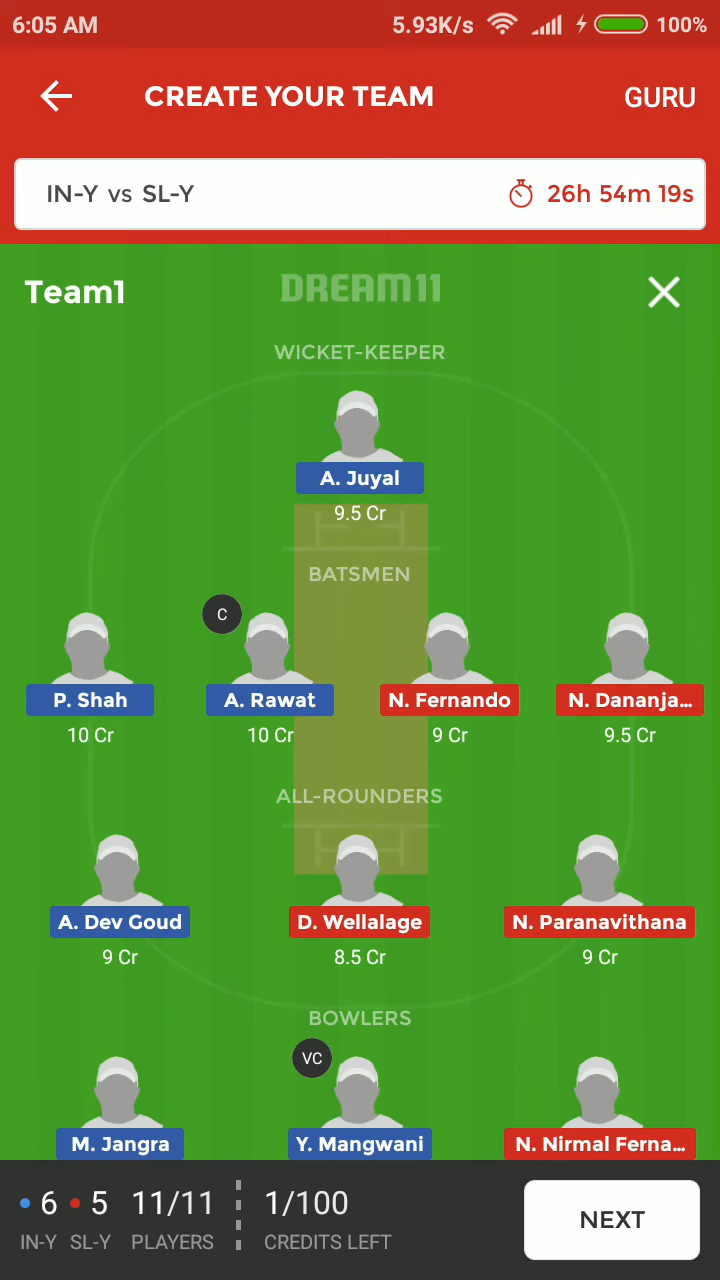 6:05 AM 5.93K/s 100%
CREATE YOUR TEAM GURU
IN-Y vs SL-Y 26h 54m 19s
Team1 DREAM11
WICKET-KEEPER
A. Juyal
9.5 Cr
BATSMEN
C
P. Shah A. Rawat N. Fernando N. Dananja...
10 Cr 10 Cr 9 Cr 9.5 Cr
ALL-ROUNDERS
A. Dev Goud D. Wellalage N. Paranavithana
9 Cr 8.5 Cr 9 Cr
BOWLERS
VC
M. Jangra Y. Mangwani N. Nirmal Ferna...
6 5 11/11 1/100
IN-Y SL-Y PLAYERS CREDITS LEFT
NEXT